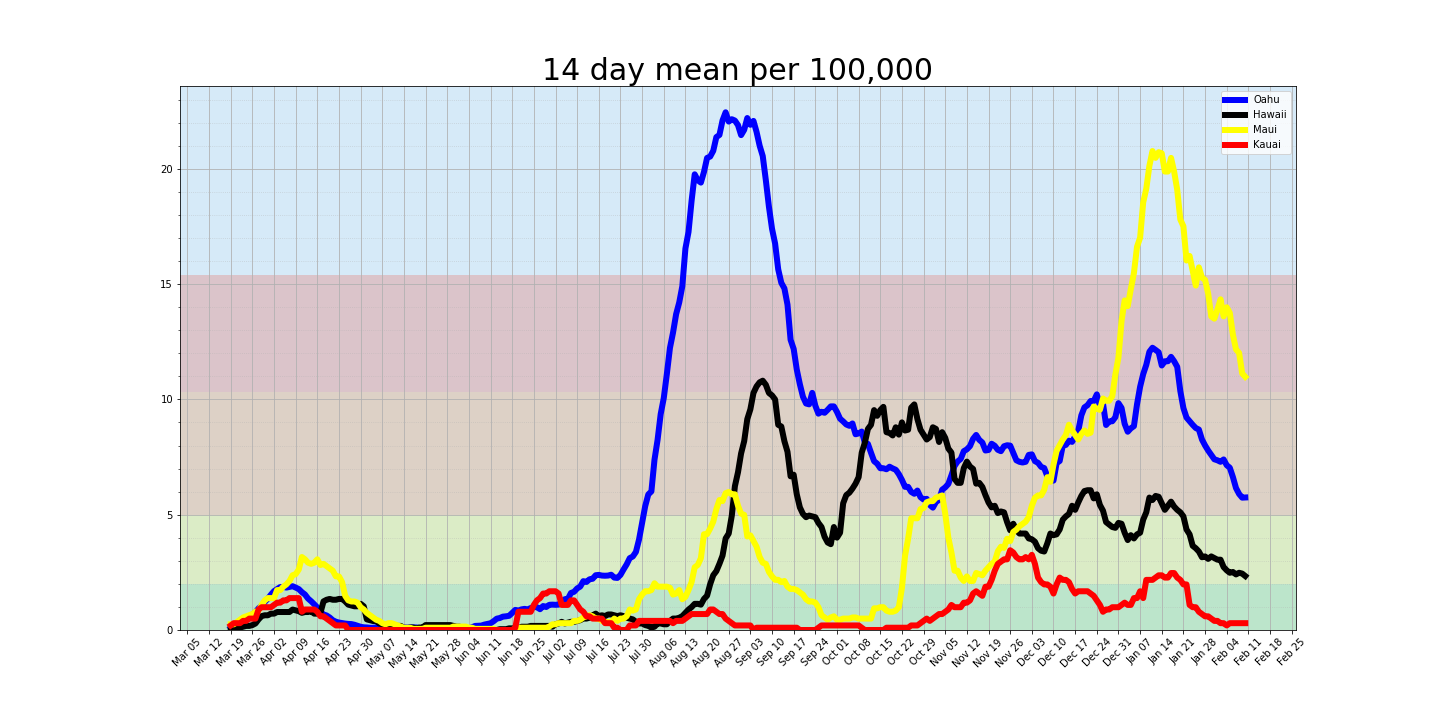 14 day mean per 100,000
Oahu
Hawaii
Maui
Kauai
20
15
10
5
0
Mar 05
Mar 12
Mar 19
Mar 26
Apr 02
Apr 09
Apr 16
Apr 23
Apr 30
May 07
May 14
May 21
May 28
Jun 04
Jun 11
Jun 18
Jun 25
Jul 02
Jul 09
Jul 16
Jul 23
Jul 30
Aug 06
Aug 13
Aug 20
Aug 27
Sep 03
Sep 10
Sep 17
Sep 24
Oct 01
Oct 08
Oct 15
Oct 22
Oct 29
Nov 05
Nov 12
Nov 19
Nov 26
Dec 03
Dec 10
Dec 17
Dec 24
Dec 31
Jan 07
Jan 14
Jan 21
Jan 28
Feb 04
Feb 11
Feb 18
Feb 25